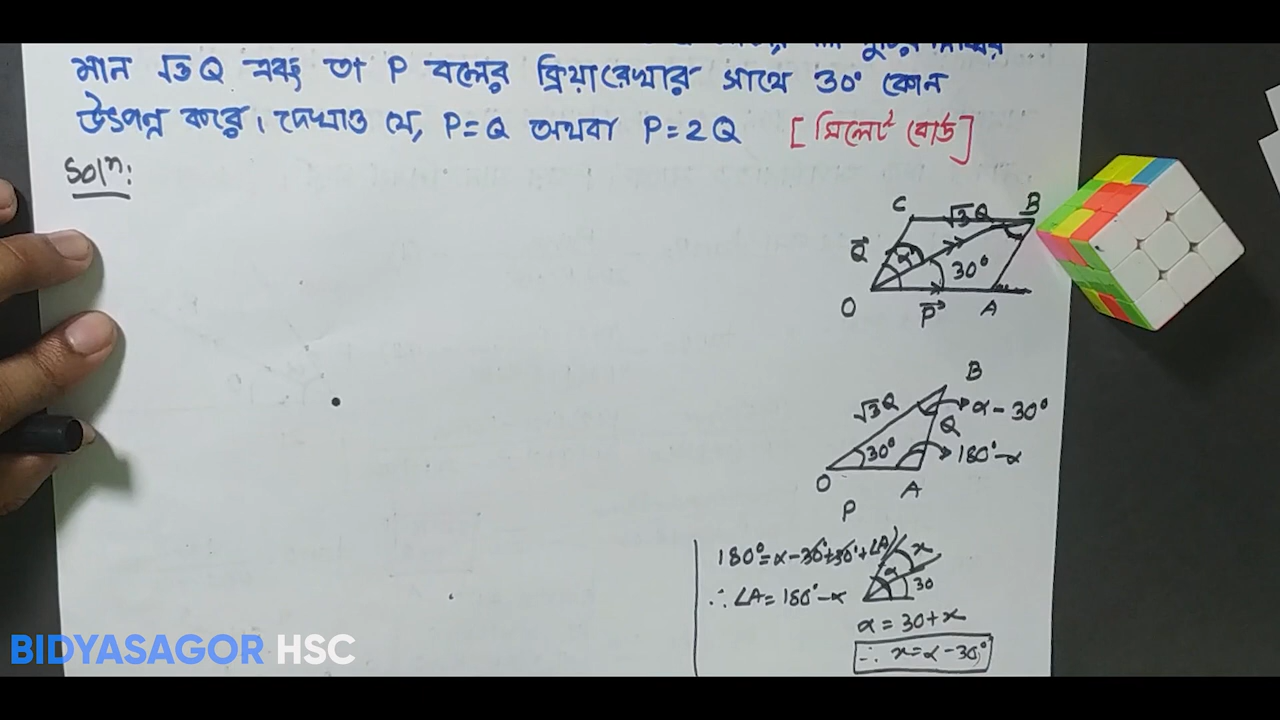 মান √3Q এবং তা P বলের ক্রিয়ারেখার সাথে 30° কোন
উৎপন্ন করে। দেখাও যে, P=Q অথবা P=2Q [সিলেট বোর্ড]
Solⁿ:
C √3Q B
Q⃗ α 30°
O P⃗ A
B
√3Q α-30°
Q
30° 180°-α
O A
P
180°=α-30°+30°+∠A
∴ ∠A=180°-α
x
α 30
α = 30+x
∴ x=α-30°
BIDYASAGOR HSC